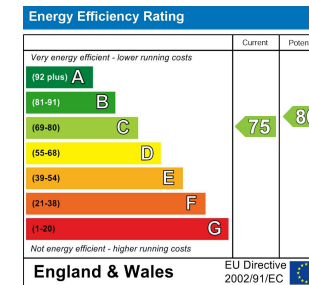 Energy Efficiency Rating
Current
Very energy efficient - lower running costs
(92 plus) A
(81-91) B
(69-80) C 75
(55-68) D
(39-54) E
(21-38) F
(1-20) G
Not energy efficient - higher running costs
England & Wales
EU Directive
2002/91/EC